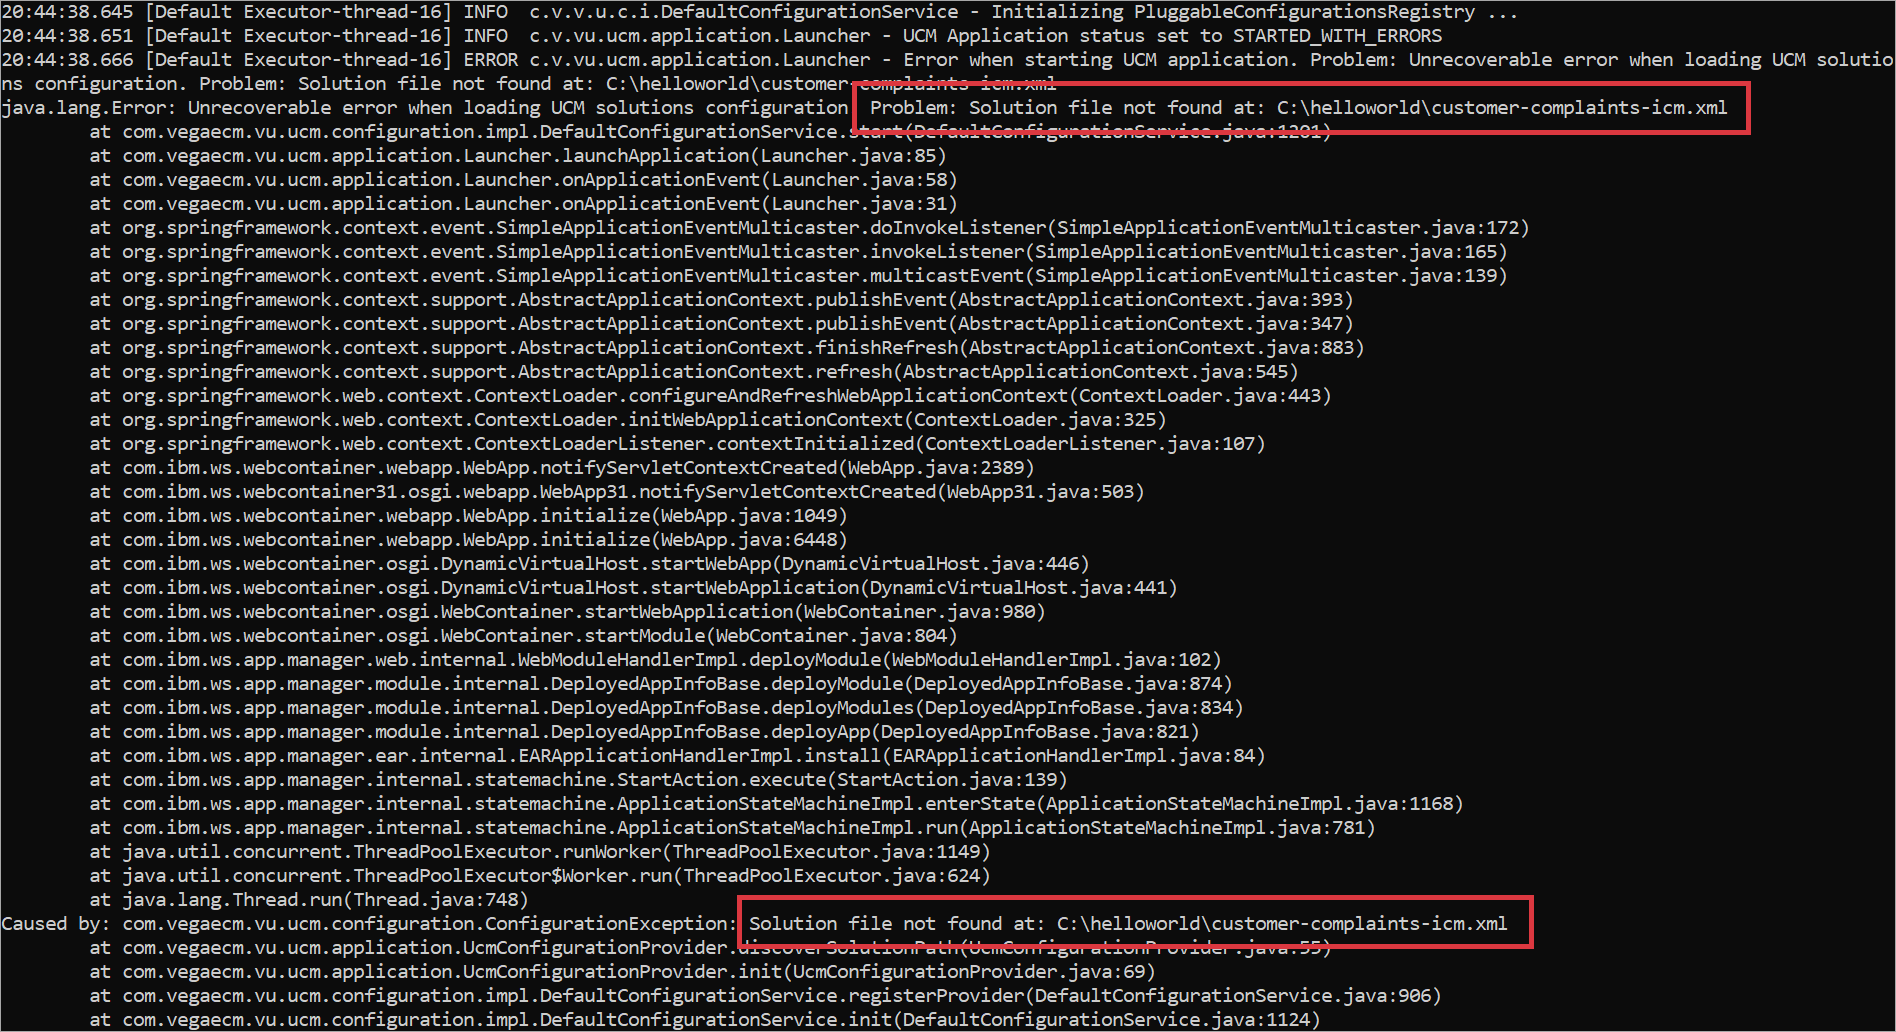 20:44:38.645 [Default Executor-thread-16] INFO  c.v.v.u.c.i.DefaultConfigurationService - Initializing PluggableConfigurationsRegistry ...
20:44:38.651 [Default Executor-thread-16] INFO  c.v.vu.ucm.application.Launcher - UCM Application status set to STARTED_WITH_ERRORS
20:44:38.666 [Default Executor-thread-16] ERROR c.v.vu.ucm.application.Launcher - Error when starting UCM application. Problem: Unrecoverable error when loading UCM solutio
ns configuration. Problem: Solution file not found at: C:\helloworld\customer-complaints-icm.xml
java.lang.Error: Unrecoverable error when loading UCM solutions configuration Problem: Solution file not found at: C:\helloworld\customer-complaints-icm.xml
at com.vegaecm.vu.ucm.configuration.impl.DefaultConfigurationService.start(DefaultConfigurationService.java:1201)
at com.vegaecm.vu.ucm.application.Launcher.launchApplication(Launcher.java:85)
at com.vegaecm.vu.ucm.application.Launcher.onApplicationEvent(Launcher.java:58)
at com.vegaecm.vu.ucm.application.Launcher.onApplicationEvent(Launcher.java:31)
at org.springframework.context.event.SimpleApplicationEventMulticaster.doInvokeListener(SimpleApplicationEventMulticaster.java:172)
at org.springframework.context.event.SimpleApplicationEventMulticaster.invokeListener(SimpleApplicationEventMulticaster.java:165)
at org.springframework.context.event.SimpleApplicationEventMulticaster.multicastEvent(SimpleApplicationEventMulticaster.java:139)
at org.springframework.context.support.AbstractApplicationContext.publishEvent(AbstractApplicationContext.java:393)
at org.springframework.context.support.AbstractApplicationContext.publishEvent(AbstractApplicationContext.java:347)
at org.springframework.context.support.AbstractApplicationContext.finishRefresh(AbstractApplicationContext.java:883)
at org.springframework.context.support.AbstractApplicationContext.refresh(AbstractApplicationContext.java:545)
at org.springframework.web.context.ContextLoader.configureAndRefreshWebApplicationContext(ContextLoader.java:443)
at org.springframework.web.context.ContextLoader.initWebApplicationContext(ContextLoader.java:325)
at org.springframework.web.context.ContextLoaderListener.contextInitialized(ContextLoaderListener.java:107)
at com.ibm.ws.webcontainer.webapp.WebApp.notifyServletContextCreated(WebApp.java:2389)
at com.ibm.ws.webcontainer31.osgi.webapp.WebApp31.notifyServletContextCreated(WebApp31.java:503)
at com.ibm.ws.webcontainer.webapp.WebApp.initialize(WebApp.java:1049)
at com.ibm.ws.webcontainer.webapp.WebApp.initialize(WebApp.java:6448)
at com.ibm.ws.webcontainer.osgi.DynamicVirtualHost.startWebApp(DynamicVirtualHost.java:446)
at com.ibm.ws.webcontainer.osgi.DynamicVirtualHost.startWebApplication(DynamicVirtualHost.java:441)
at com.ibm.ws.webcontainer.osgi.WebContainer.startWebApplication(WebContainer.java:980)
at com.ibm.ws.webcontainer.osgi.WebContainer.startModule(WebContainer.java:804)
at com.ibm.ws.app.manager.web.internal.WebModuleHandlerImpl.deployModule(WebModuleHandlerImpl.java:102)
at com.ibm.ws.app.manager.module.internal.DeployedAppInfoBase.deployModule(DeployedAppInfoBase.java:874)
at com.ibm.ws.app.manager.module.internal.DeployedAppInfoBase.deployModules(DeployedAppInfoBase.java:834)
at com.ibm.ws.app.manager.module.internal.DeployedAppInfoBase.deployApp(DeployedAppInfoBase.java:821)
at com.ibm.ws.app.manager.ear.internal.EARApplicationHandlerImpl.install(EARApplicationHandlerImpl.java:84)
at com.ibm.ws.app.manager.internal.statemachine.StartAction.execute(StartAction.java:139)
at com.ibm.ws.app.manager.internal.statemachine.ApplicationStateMachineImpl.enterState(ApplicationStateMachineImpl.java:1168)
at com.ibm.ws.app.manager.internal.statemachine.ApplicationStateMachineImpl.run(ApplicationStateMachineImpl.java:781)
at java.util.concurrent.ThreadPoolExecutor.runWorker(ThreadPoolExecutor.java:1149)
at java.util.concurrent.ThreadPoolExecutor$Worker.run(ThreadPoolExecutor.java:624)
at java.lang.Thread.run(Thread.java:748)
Caused by: com.vegaecm.vu.ucm.configuration.ConfigurationException: Solution file not found at: C:\helloworld\customer-complaints-icm.xml
at com.vegaecm.vu.ucm.application.UcmConfigurationProvider.discoverSolutionPath(UcmConfigurationProvider.java:55)
at com.vegaecm.vu.ucm.application.UcmConfigurationProvider.init(UcmConfigurationProvider.java:69)
at com.vegaecm.vu.ucm.configuration.impl.DefaultConfigurationService.registerProvider(DefaultConfigurationService.java:906)
at com.vegaecm.vu.ucm.configuration.impl.DefaultConfigurationService.init(DefaultConfigurationService.java:1124)